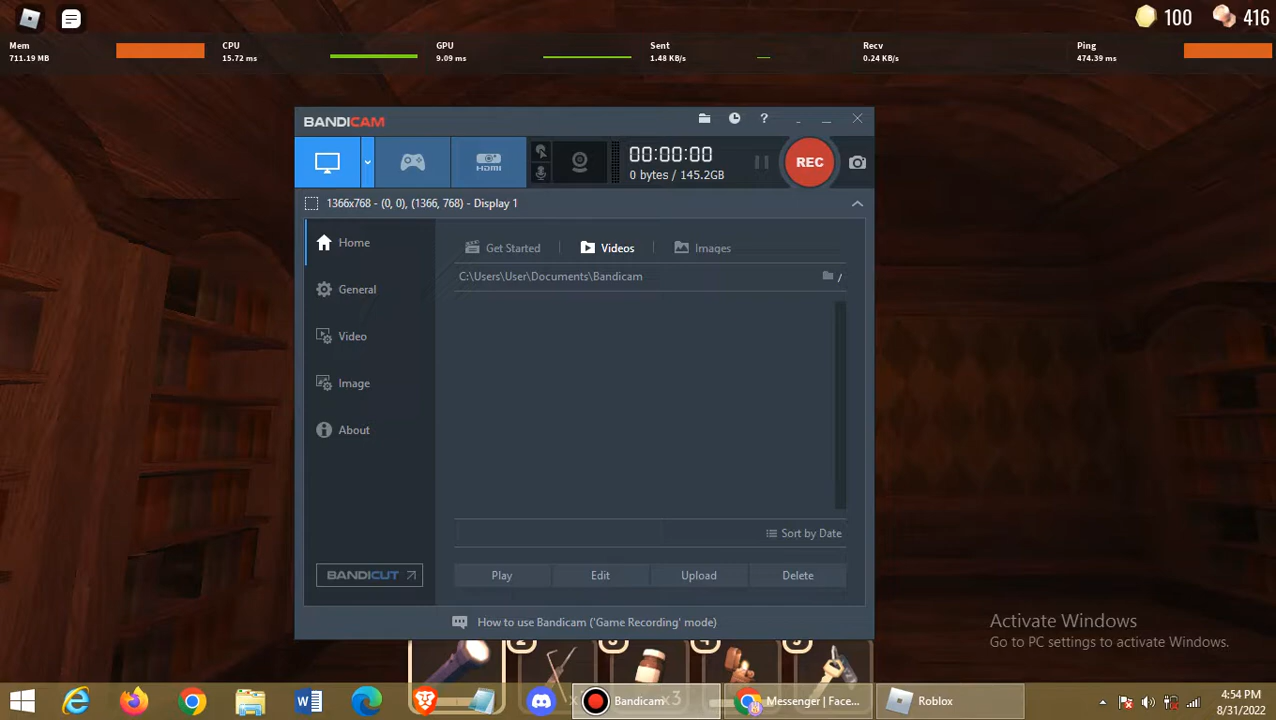 100 416
Mem CPU GPU Sent Recv Ping
711.19 MB 15.72 ms 9.09 ms 1.48 KB/s 0.24 KB/s 474.39 ms
BANDICAM ?
HDMI 00:00:00 REC
0 bytes / 145.2GB
1366x768 - (0, 0), (1366, 768) - Display 1
Home
General
Video
Image
About
BANDICUT
Get Started Videos Images
C:\Users\User\Documents\Bandicam /
Sort by Date
Play Edit Upload Delete
How to use Bandicam ('Game Recording' mode)
Activate Windows
Go to PC settings to activate Windows.
x3
Bandicam Messenger | Face... Roblox
4:54 PM
8/31/2022